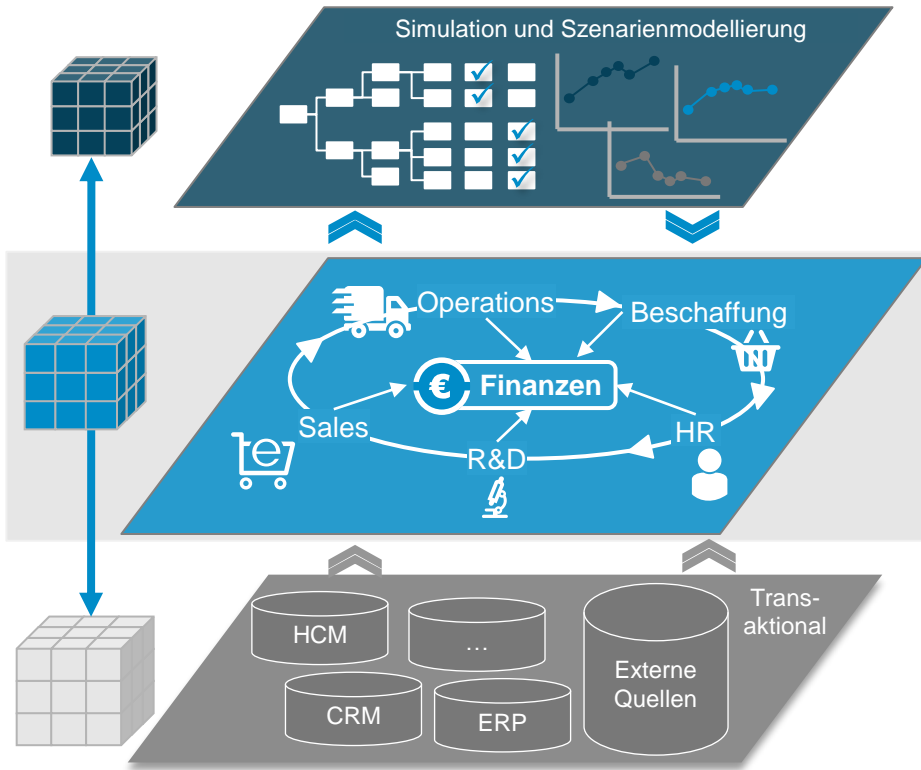 Simulation und Szenarienmodellierung
Operations
Beschaffung
€ Finanzen
Sales
HR
R&D
e
Trans-
aktional
HCM
...
Externe
Quellen
CRM
ERP